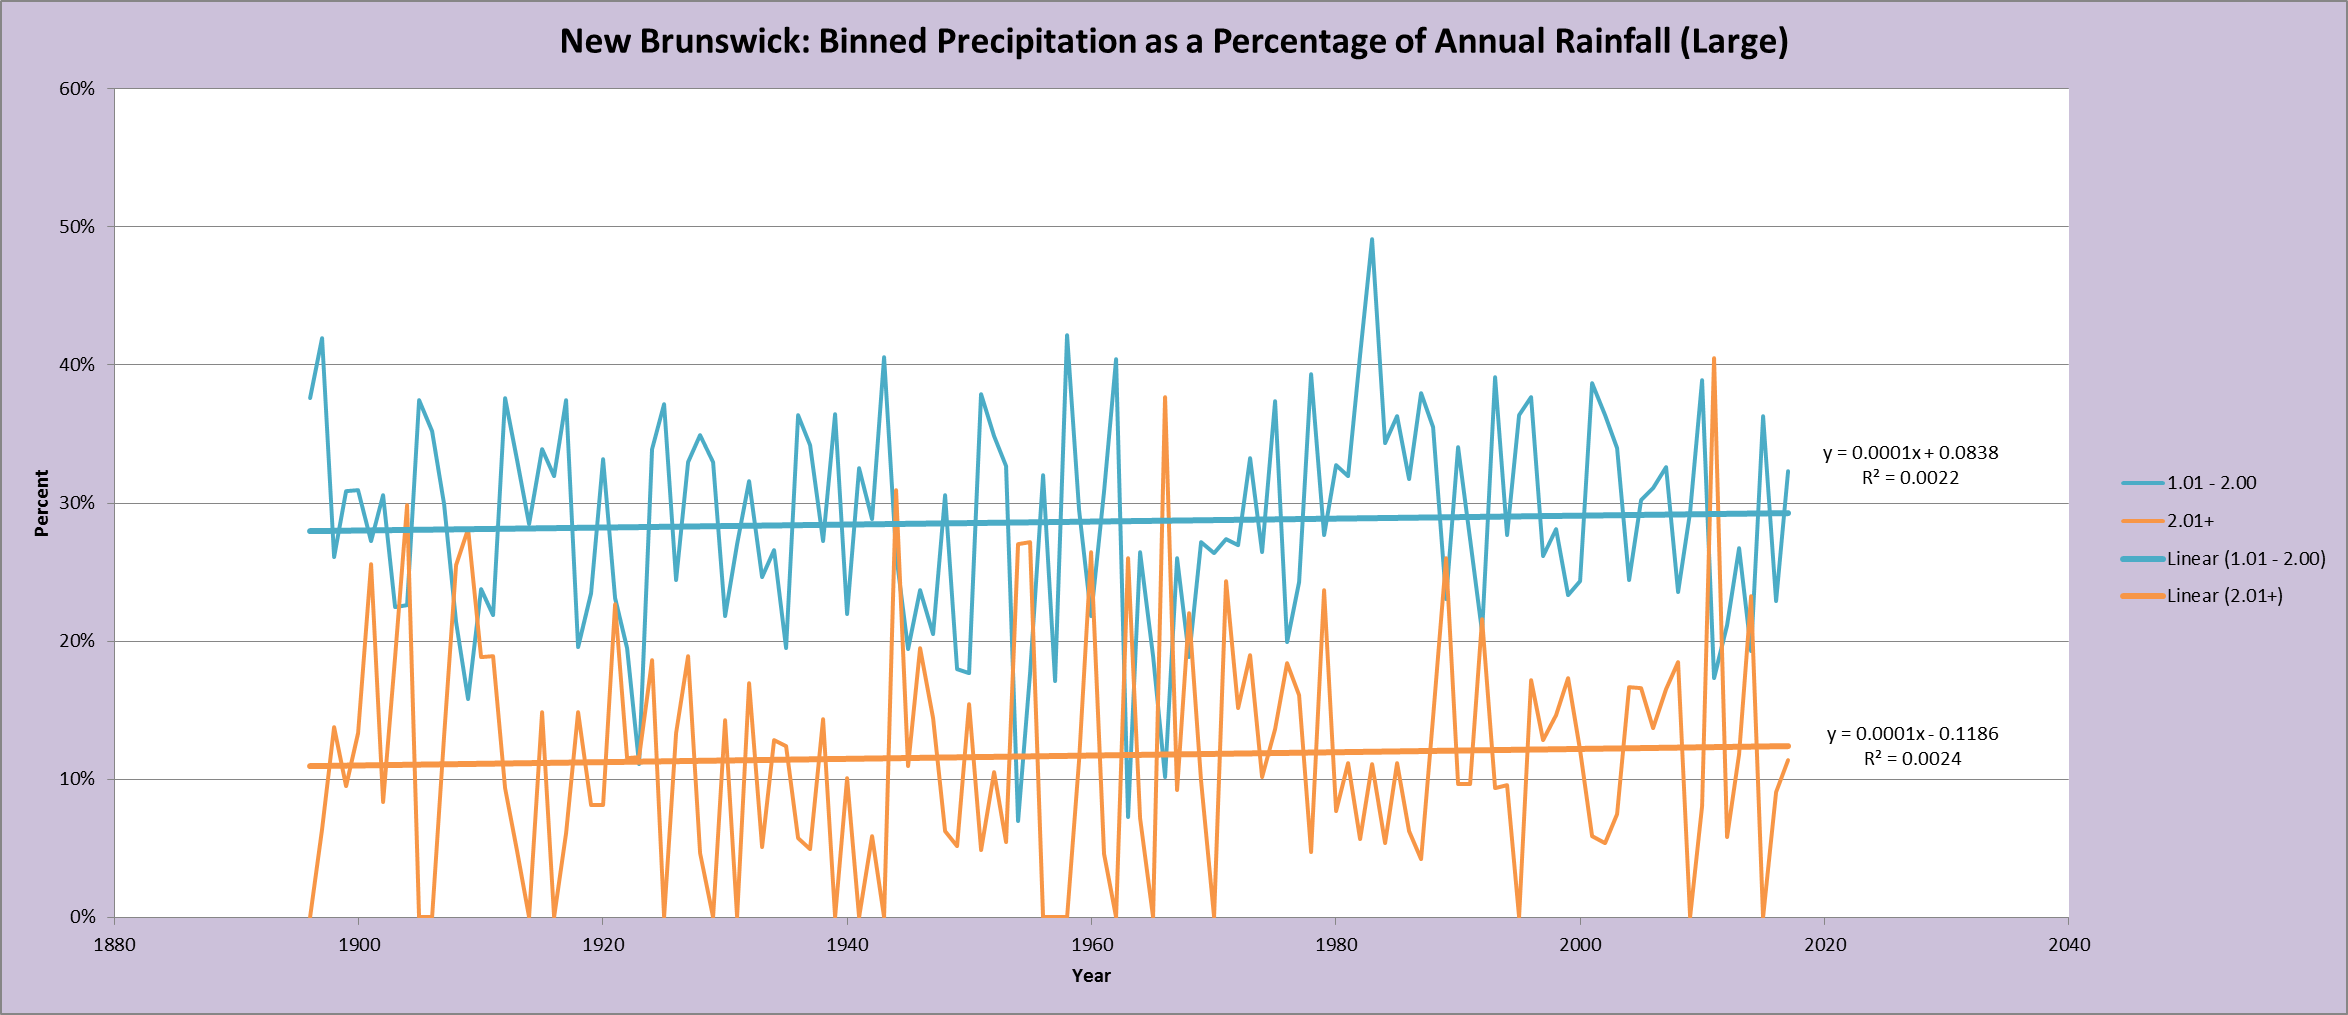 New Brunswick: Binned Precipitation as a Percentage of Annual Rainfall (Large)
60%
50%
40%
30%
20%
10%
0%
Percent
1880
1900
1920
1940
1960
1980
2000
2020
2040
Year
y = 0.0001x + 0.0838
R² = 0.0022
y = 0.0001x - 0.1186
R² = 0.0024
1.01 - 2.00
2.01+
Linear (1.01 - 2.00)
Linear (2.01+)